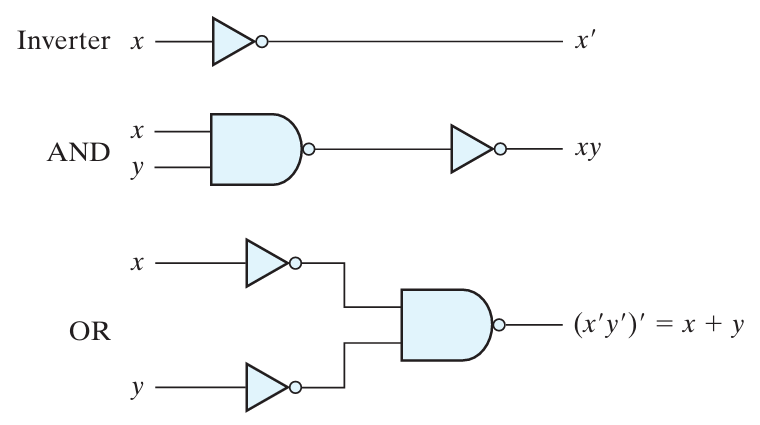 Inverter x x′
x
AND xy
y
x
OR (x′y′)′ = x + y
y